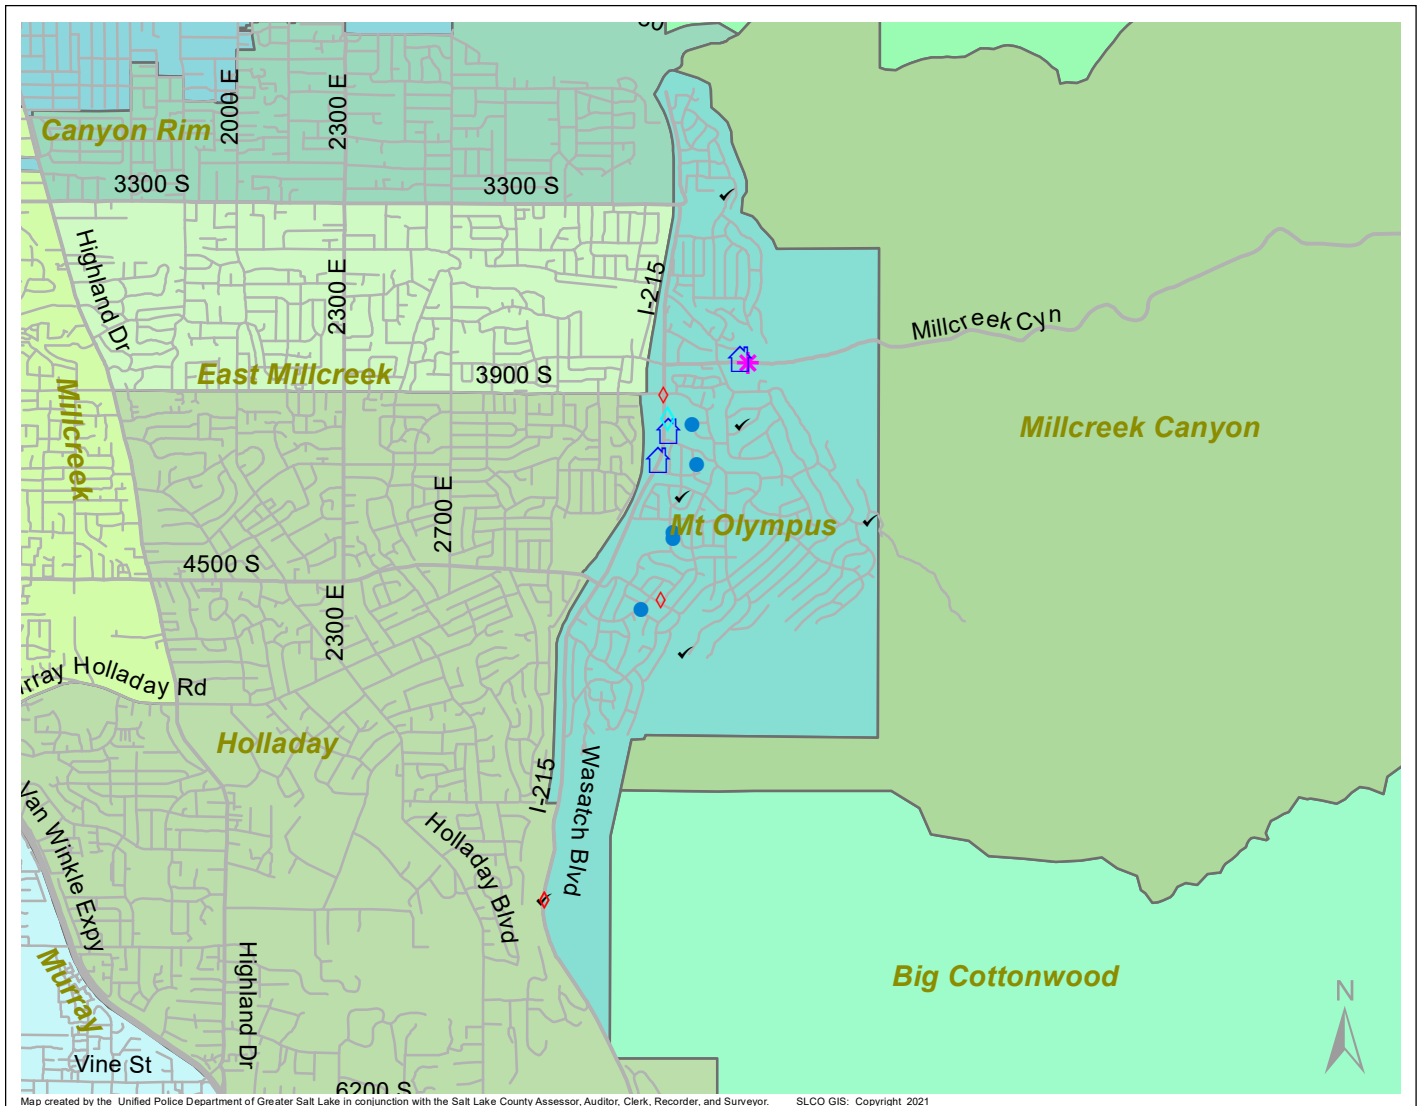 Canyon Rim
2000 E
2300 E
3300 S
3300 S
Highland Dr
2300 E
I-215
Millcreek Cyn
East Millcreek
3900 S
Millcreek
Millcreek Canyon
2700 E
Mt Olympus
4500 S
2300 E
rray Holladay Rd
Holladay
I-215
Wasatch Blvd
Van Winkle Expy
Holladay Blvd
Murray
Highland Dr
Big Cottonwood
N
Vine St
6200 S
Map created by the Unified Police Department of Greater Salt Lake in conjunction with the Salt Lake County Assessor, Auditor, Clerk, Recorder, and Surveyor. SLCO GIS: Copyright 2021